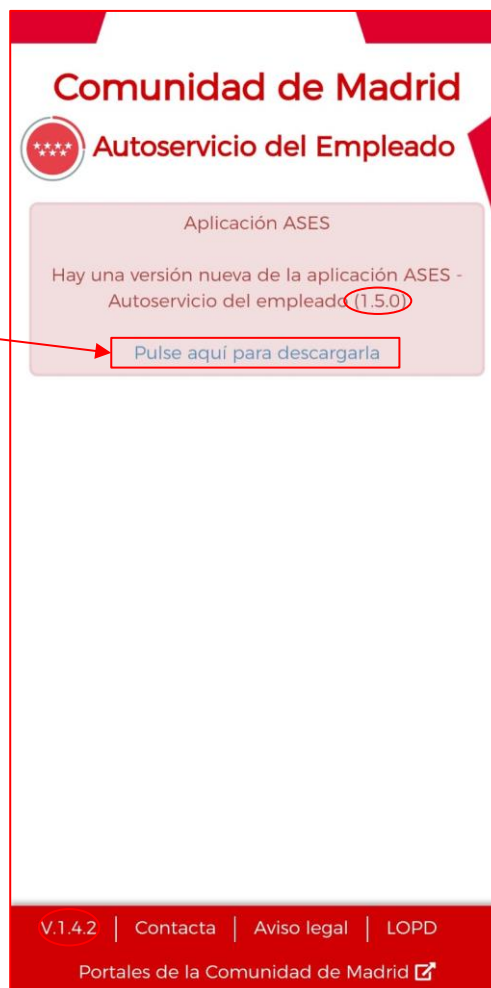 Comunidad de Madrid
Autoservicio del Empleado
Aplicación ASES
Hay una versión nueva de la aplicación ASES -
Autoservicio del empleado (1.5.0)
Pulse aquí para descargarla
V.1.4.2 | Contacta | Aviso legal | LOPD
Portales de la Comunidad de Madrid